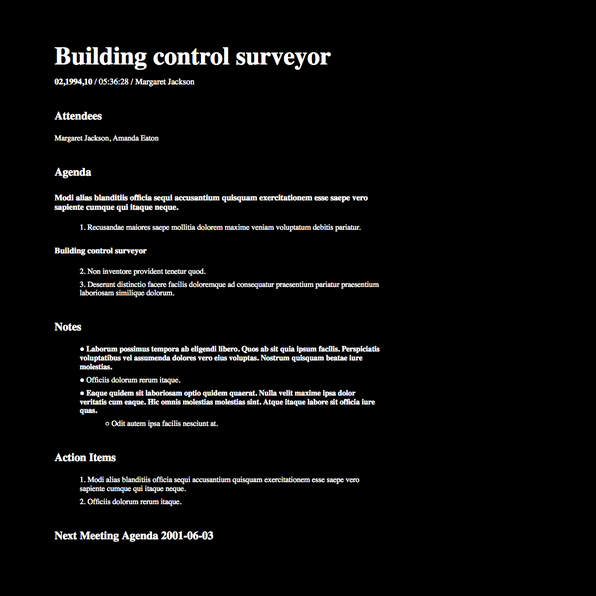 Building control surveyor
02,1994,10 / 05:36:28 / Margaret Jackson
Attendees
Margaret Jackson, Amanda Eaton
Agenda
Modi alias blanditiis officia sequi accusantium quisquam exercitationem esse saepe vero
sapiente cumque qui itaque neque.
1. Recusandae maiores saepe mollitia dolorem maxime veniam voluptatum debitis pariatur.
Building control surveyor
2. Non inventore provident tenetur quod.
3. Deserunt distinctio facere facilis doloremque ad consequatur praesentium pariatur praesentium
laboriosam similique dolorum.
Notes
● Laborum possimus tempora ab eligendi libero. Quos ab sit quia ipsum facilis. Perspiciatis
voluptatibus vel assumenda dolores vero eius voluptas. Nostrum quisquam beatae iure
molestias.
● Officiis dolorum rerum itaque.
● Eaque quidem sit laboriosam optio quidem quaerat. Nulla velit maxime ipsa dolor
veritatis cum eaque. Hic omnis molestias molestias sint. Atque itaque labore sit officia iure
quas.
○ Odit autem ipsa facilis nesciunt at.
Action Items
1. Modi alias blanditiis officia sequi accusantium quisquam exercitationem esse saepe vero
sapiente cumque qui itaque neque.
2. Officiis dolorum rerum itaque.
Next Meeting Agenda 2001-06-03